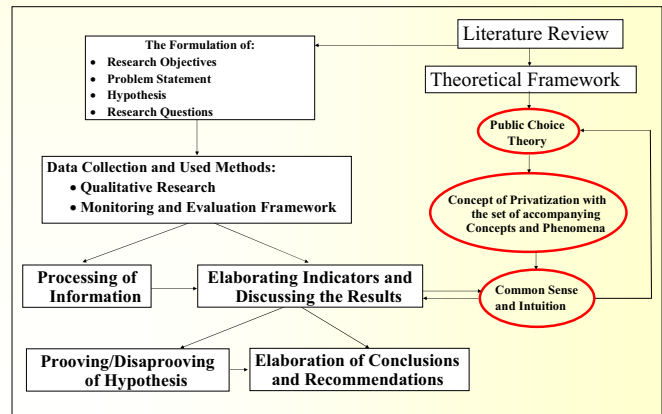 Literature Review
The Formulation of:
• Research Objectives
• Problem Statement
• Hypothesis
• Research Questions
Theoretical Framework
Public Choice
Theory
Data Collection and Used Methods:
• Qualitative Research
• Monitoring and Evaluation Framework
Concept of Privatization with
the set of accompanying
Concepts and Phenomena
Processing of
Information
Elaborating Indicators and
Discussing the Results
Common Sense
and Intuition
Prooving/Disaprooving
of Hypothesis
Elaboration of Conclusions
and Recommendations